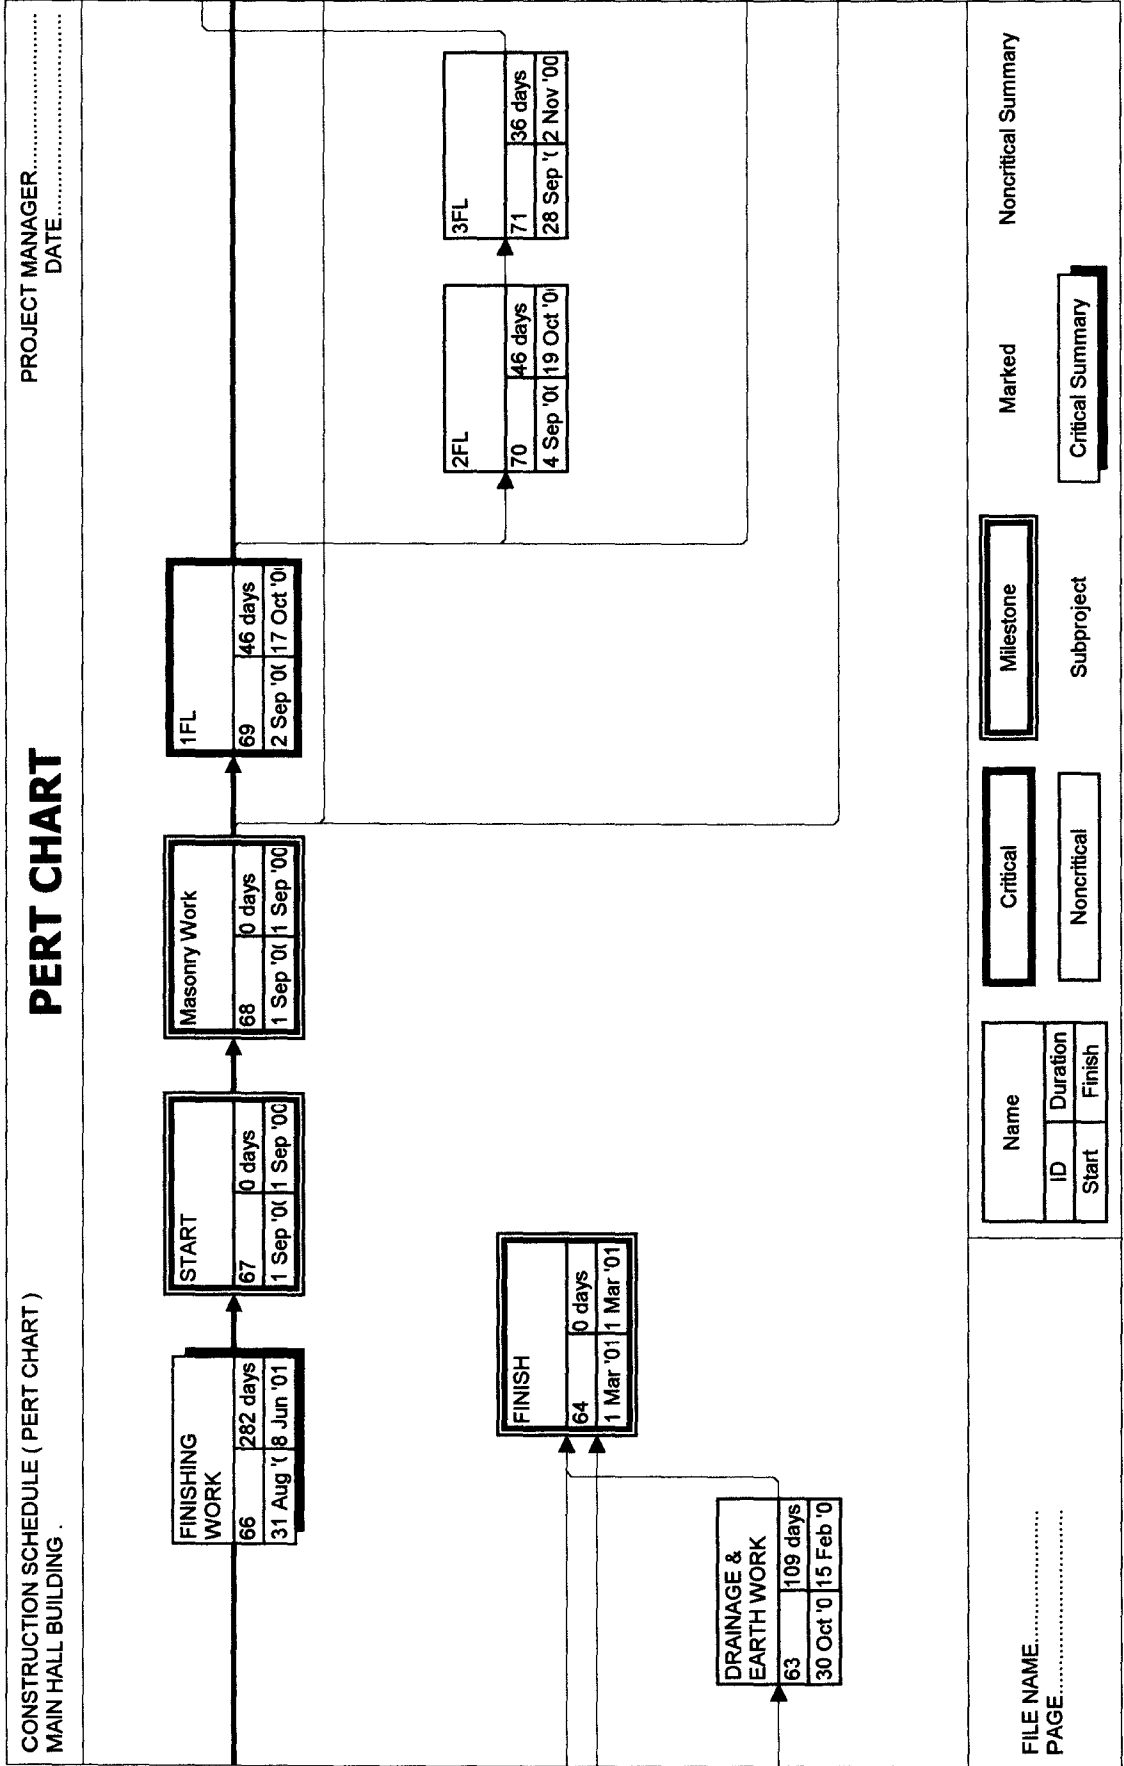 CONSTRUCTION SCHEDULE ( PERT CHART )
MAIN HALL BUILDING .
PERT CHART
PROJECT MANAGER..............................
DATE..............................
FINISHING
WORK
66 282 days
31 Aug '( 8 Jun '01
START
67 0 days
1 Sep '0( 1 Sep '00
Masonry Work
68 0 days
1 Sep '0( 1 Sep '00
1FL
69 46 days
2 Sep '0( 17 Oct '0
2FL
70 46 days
4 Sep '0( 19 Oct '0
3FL
71 36 days
28 Sep '( 2 Nov '00
FINISH
64 0 days
1 Mar '01 1 Mar '01
DRAINAGE &
EARTH WORK
63 109 days
30 Oct '0 15 Feb '0
FILE NAME..............................
PAGE..............................
Name
ID Duration
Start Finish
Critical
Noncritical
Milestone
Subproject
Marked
Critical Summary
Noncritical Summary